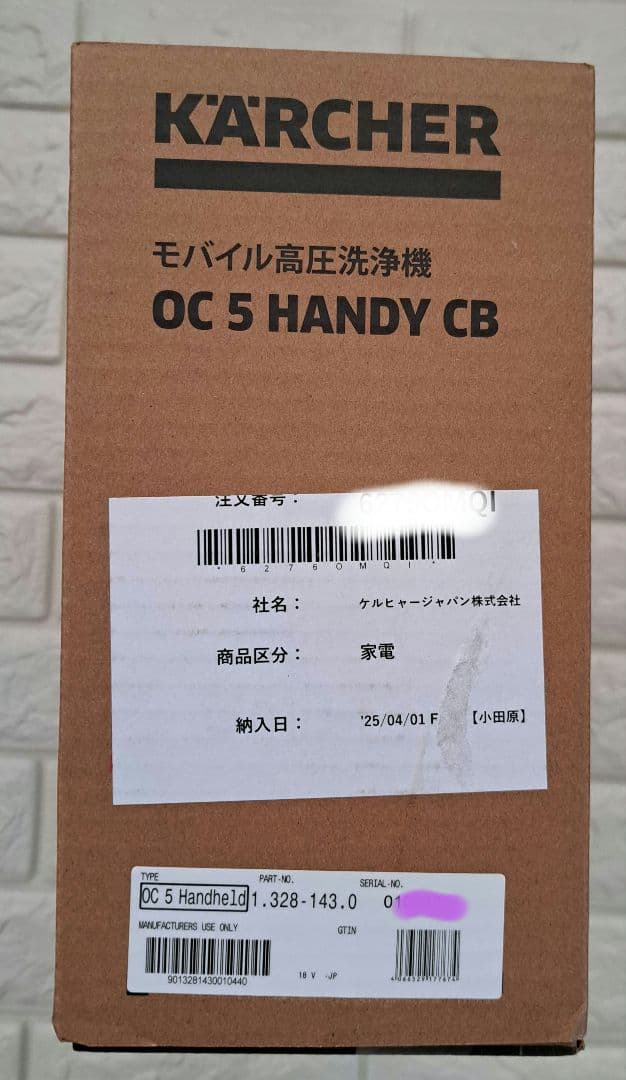 KÄRCHER
モバイル高圧洗浄機
OC 5 HANDY CB
注文番号：
*62760MQI*
社名： ケルヒャージャパン株式会社
商品区分： 家電
納入日： '25/04/01 F 【小田原】
TYPE PART-NO. SERIAL-NO.
OC 5 Handheld 1.328-143.0 01
MANUFACTURERS USE ONLY GTIN
9013281430010440 18 V -JP 4066529177674